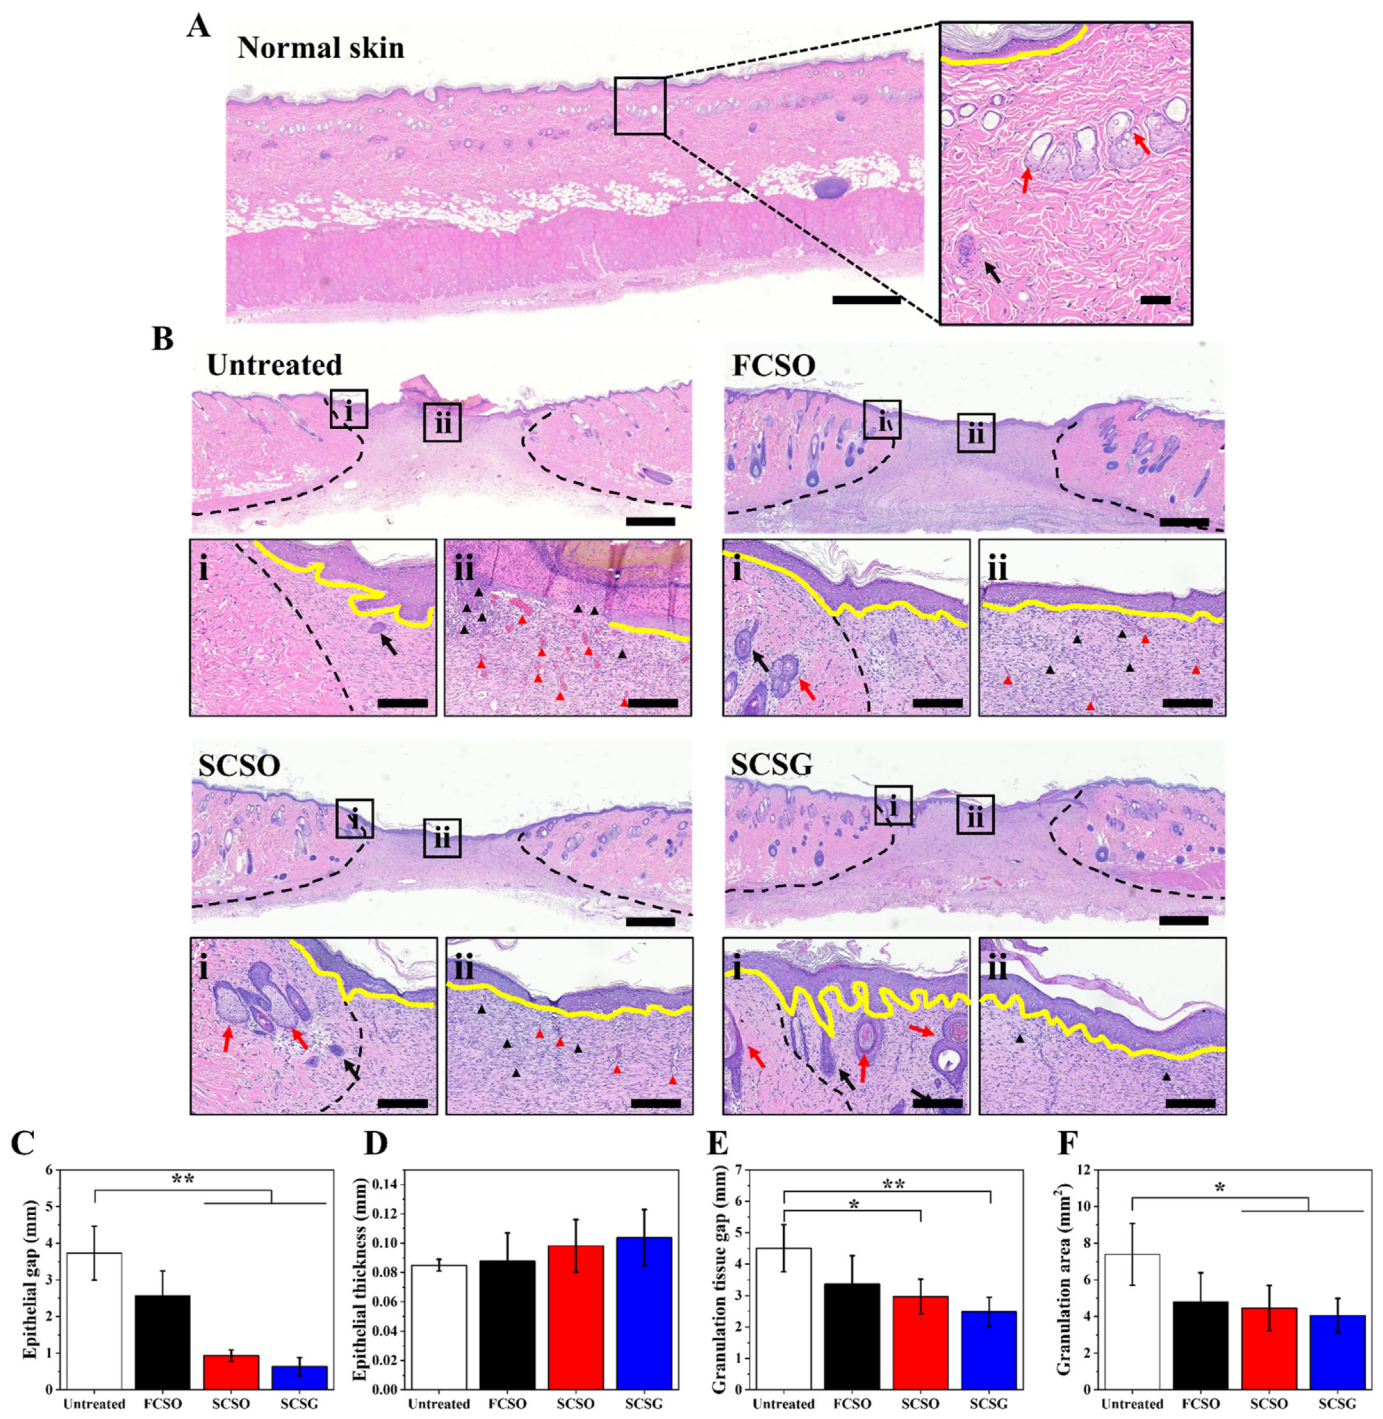 A
Normal skin
B
Untreated
i
ii
i
ii
FCSO
i
ii
i
ii
SCSO
i
ii
i
ii
SCSG
i
ii
i
ii
C
Epithelial gap (mm)
6
5
4
3
2
1
0
**
Untreated FCSO SCSO SCSG
D
Epithelial thickness (mm)
0.14
0.12
0.10
0.08
0.06
0.04
0.02
0.00
Untreated FCSO SCSO SCSG
E
Granulation tissue gap (mm)
7
6
5
4
3
2
1
0
**
*
Untreated FCSO SCSO SCSG
F
Granulation area (mm²)
12
10
8
6
4
2
0
*
Untreated FCSO SCSO SCSG